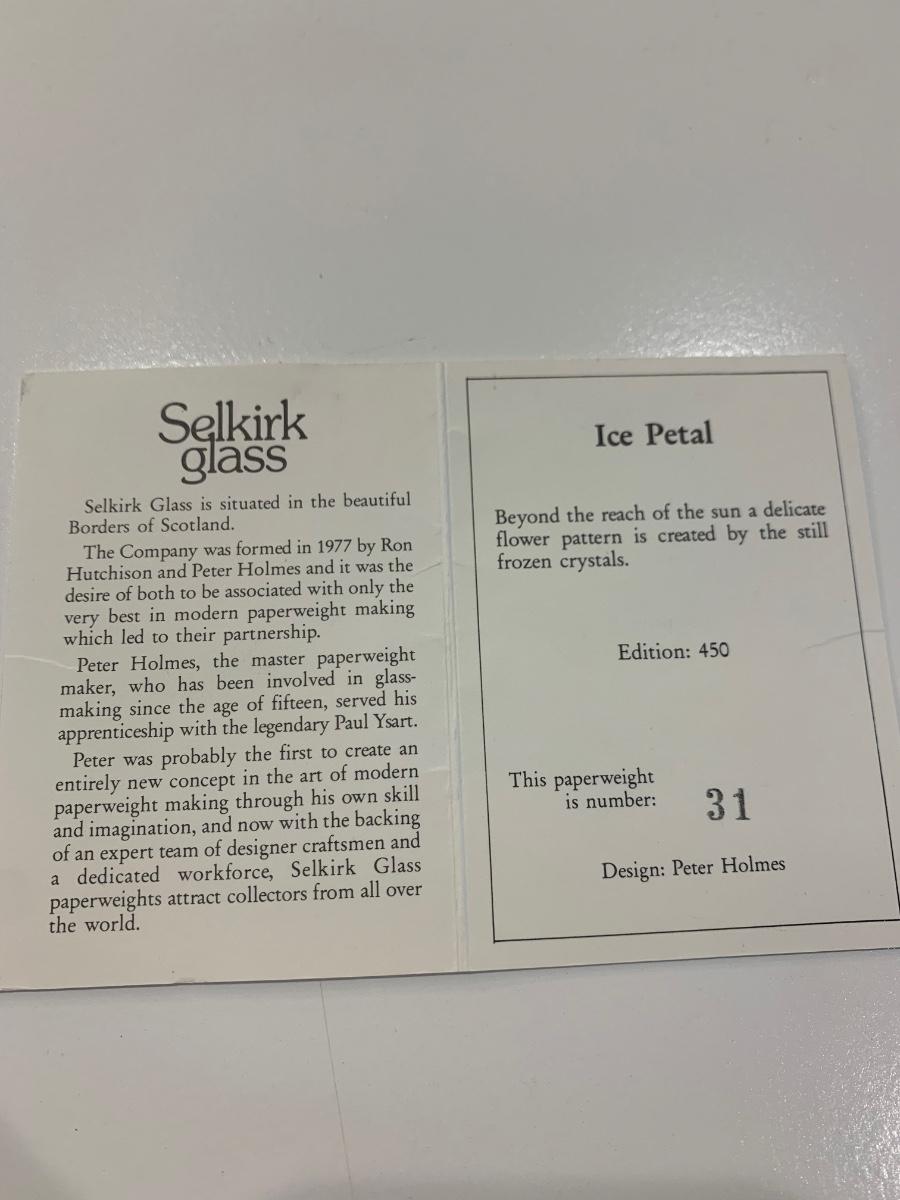 Selkirk
glass
Selkirk Glass is situated in the beautiful
Borders of Scotland.
The Company was formed in 1977 by Ron
Hutchison and Peter Holmes and it was the
desire of both to be associated with only the
very best in modern paperweight making
which led to their partnership.
Peter Holmes, the master paperweight
maker, who has been involved in glass-
making since the age of fifteen, served his
apprenticeship with the legendary Paul Ysart.
Peter was probably the first to create an
entirely new concept in the art of modern
paperweight making through his own skill
and imagination, and now with the backing
of an expert team of designer craftsmen and
a dedicated workforce, Selkirk Glass
paperweights attract collectors from all over
the world.
Ice Petal
Beyond the reach of the sun a delicate
flower pattern is created by the still
frozen crystals.
Edition: 450
This paperweight
is number: 31
Design: Peter Holmes